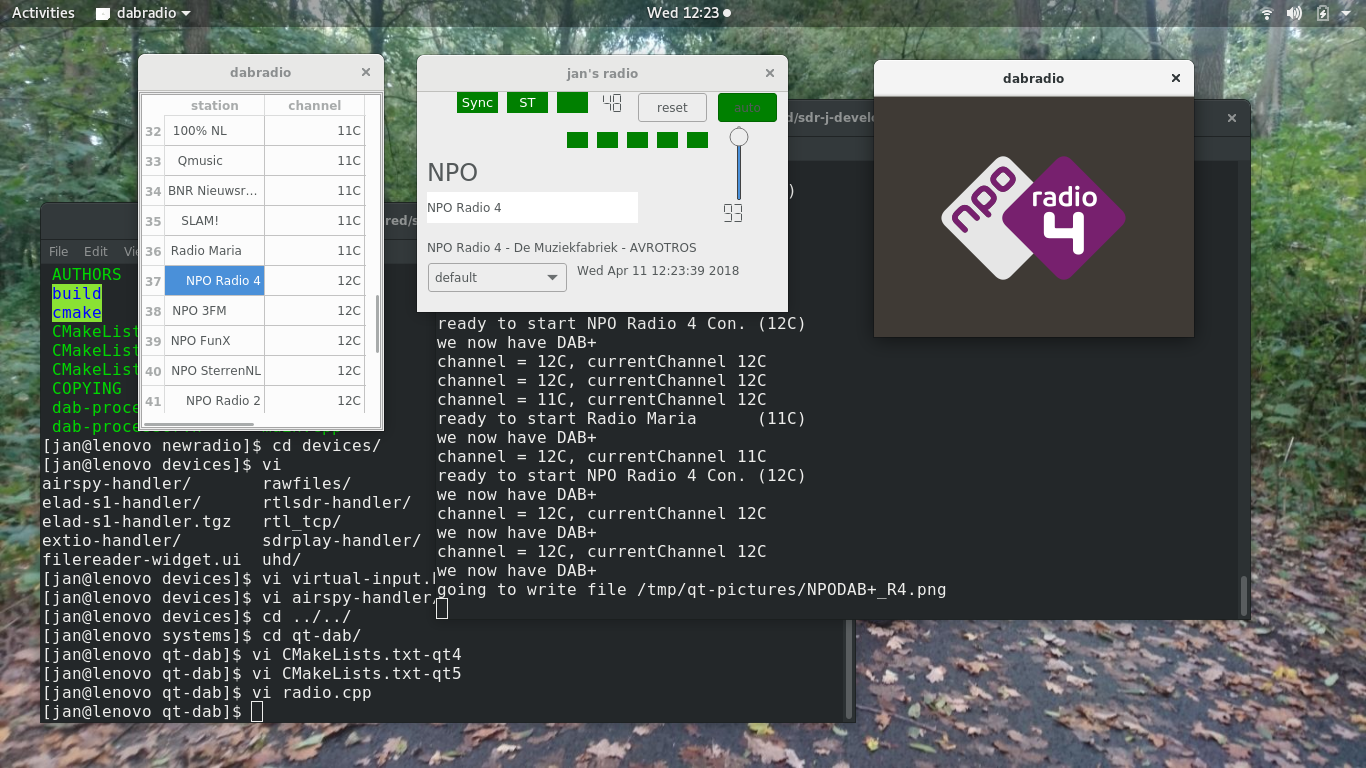 Activities dabradio Wed 12:23
dabradio
station channel
32 100% NL 11C
33 Qmusic 11C
34 BNR Nieuwsr... 11C
35 SLAM! 11C
36 Radio Maria 11C
37 NPO Radio 4 12C
38 NPO 3FM 12C
39 NPO FunX 12C
40 NPO SterrenNL 12C
41 NPO Radio 2 12C
jan's radio
Sync ST 40 reset auto
93
NPO
NPO Radio 4
NPO Radio 4 - De Muziekfabriek - AVROTROS
default Wed Apr 11 12:23:39 2018
dabradio
npo radio 4
d/sdr-j-develo
)
ready to start NPO Radio 4 Con. (12C)
we now have DAB+
channel = 12C, currentChannel 12C
channel = 12C, currentChannel 12C
channel = 11C, currentChannel 12C
ready to start Radio Maria (11C)
we now have DAB+
channel = 12C, currentChannel 11C
ready to start NPO Radio 4 Con. (12C)
we now have DAB+
channel = 12C, currentChannel 12C
we now have DAB+
channel = 12C, currentChannel 12C
we now have DAB+
going to write file /tmp/qt-pictures/NPODAB+_R4.png
red/s
File Edit Vi
AUTHORS
build
cmake
CMakeList
CMakeList
CMakeList
COPYING
dab-proce
dab-proce
[jan@lenovo newradio]$ cd devices/
[jan@lenovo devices]$ vi
airspy-handler/ rawfiles/
elad-s1-handler/ rtlsdr-handler/
elad-s1-handler.tgz rtl_tcp/
extio-handler/ sdrplay-handler/
filereader-widget.ui uhd/
[jan@lenovo devices]$ vi virtual-input.h
[jan@lenovo devices]$ vi airspy-handler/
[jan@lenovo devices]$ cd ../../
[jan@lenovo systems]$ cd qt-dab/
[jan@lenovo qt-dab]$ vi CMakeLists.txt-qt4
[jan@lenovo qt-dab]$ vi CMakeLists.txt-qt5
[jan@lenovo qt-dab]$ vi radio.cpp
[jan@lenovo qt-dab]$